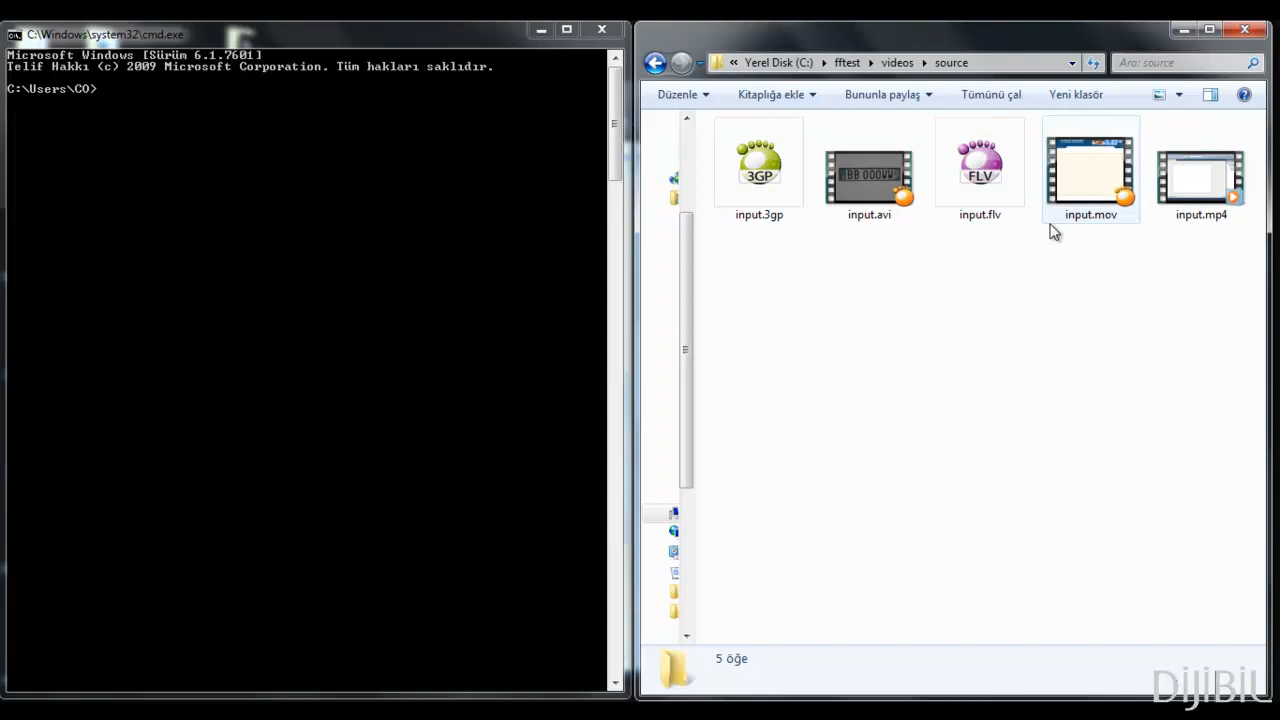 C:\Windows\system32\cmd.exe
Microsoft Windows [Sürüm 6.1.7601]
Telif Hakkı (c) 2009 Microsoft Corporation. Tüm hakları saklıdır.
C:\Users\CO>
« Yerel Disk (C:) fftest videos source
Ara: source
Düzenle Kitaplığa ekle Bununla paylaş Tümünü çal Yeni klasör
3GP
BB 000WW
FLV
input.3gp input.avi input.flv input.mov input.mp4
5 öğe
DijiBiL